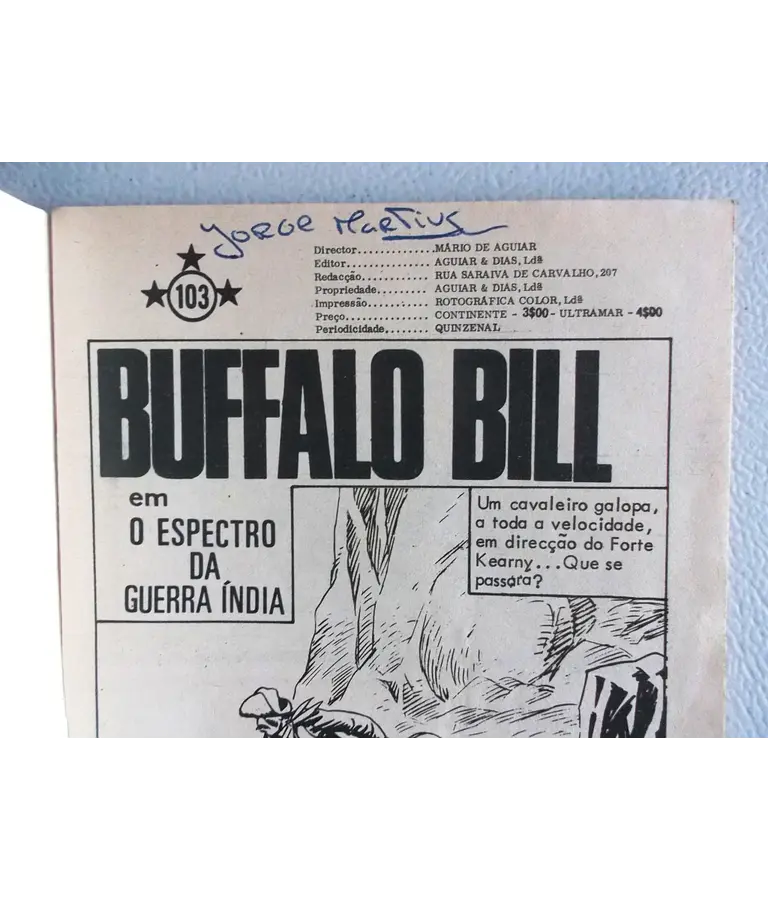 Jorge Martins
103
Director..............MÁRIO DE AGUIAR
Editor................ AGUIAR & DIAS, Ldª
Redacção............ RUA SARAIVA DE CARVALHO, 207
Propriedade......... AGUIAR & DIAS, Ldª
Impressão........... ROTOGRÁFICA COLOR, Ldª
Preço................ CONTINENTE - 3$00 - ULTRAMAR - 4$00
Periodicidade........ QUINZENAL
BUFFALO BILL
em
O ESPECTRO
DA
GUERRA ÍNDIA
Um cavaleiro galopa,
a toda a velocidade,
em direcção do Forte
Kearny...Que se
passára?